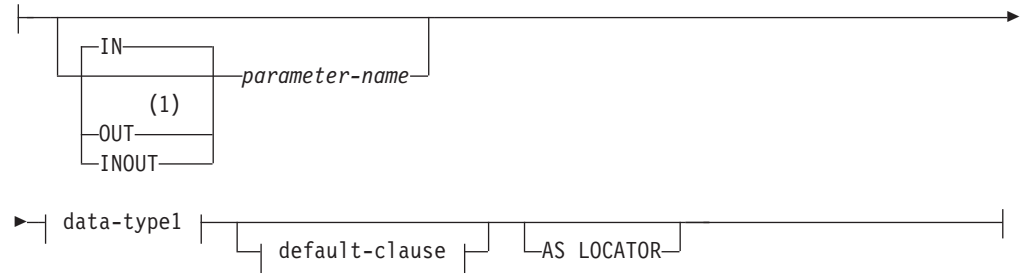 IN
parameter-name
(1)
OUT
INOUT
data-type1
default-clause AS LOCATOR